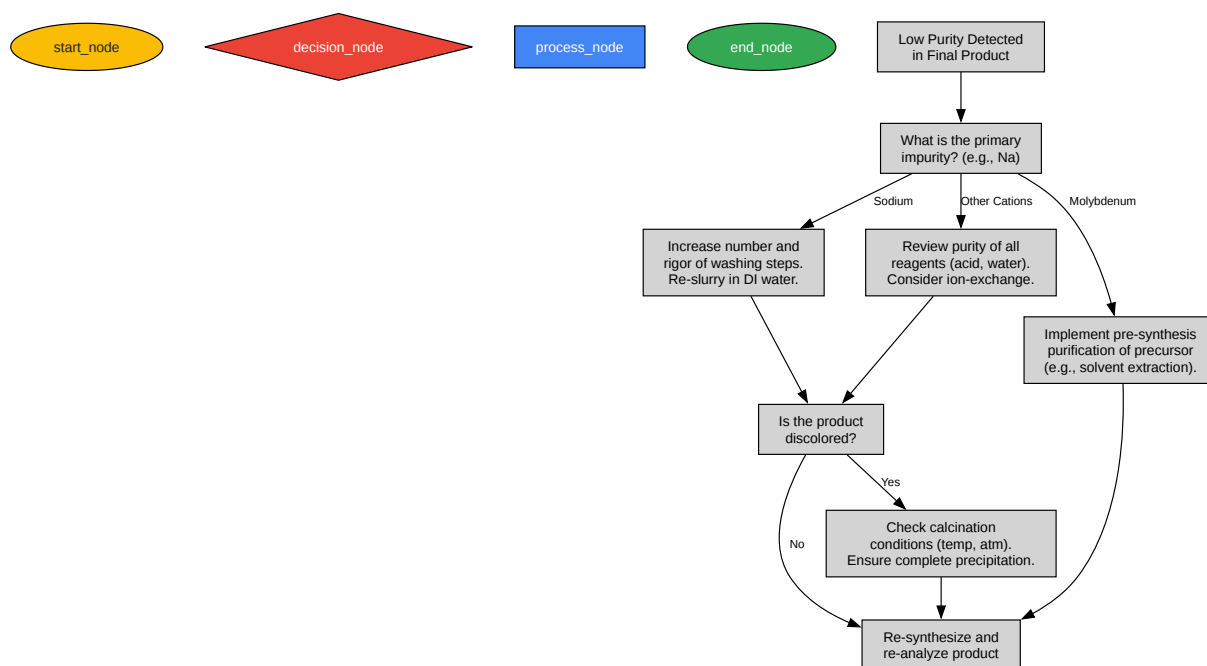 start_node
decision_node
process_node
end_node
Low Purity Detected
in Final Product
What is the primary
impurity? (e.g., Na)
Sodium
Other Cations
Molybdenum
Increase number and
rigor of washing steps.
Re-slurry in DI water.
Review purity of all
reagents (acid, water).
Consider ion-exchange.
Implement pre-synthesis
purification of precursor
(e.g., solvent extraction).
Is the product
discolored?
Yes
No
Check calcination
conditions (temp, atm).
Ensure complete precipitation.
Re-synthesize and
re-analyze product